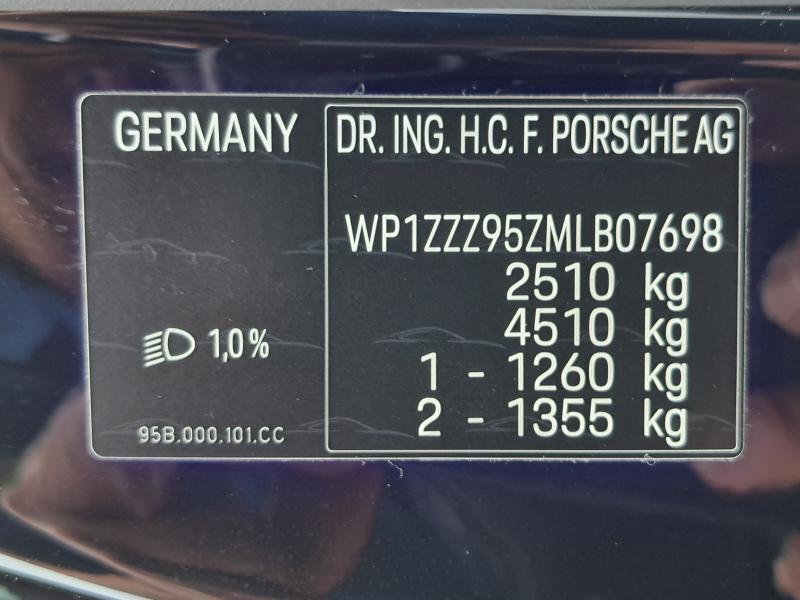 GERMANY
1,0%
95B.000.101.CC
DR. ING. H.C. F. PORSCHE AG
WP1ZZZ95ZMLB07698
2510 kg
4510 kg
1 - 1260 kg
2 - 1355 kg